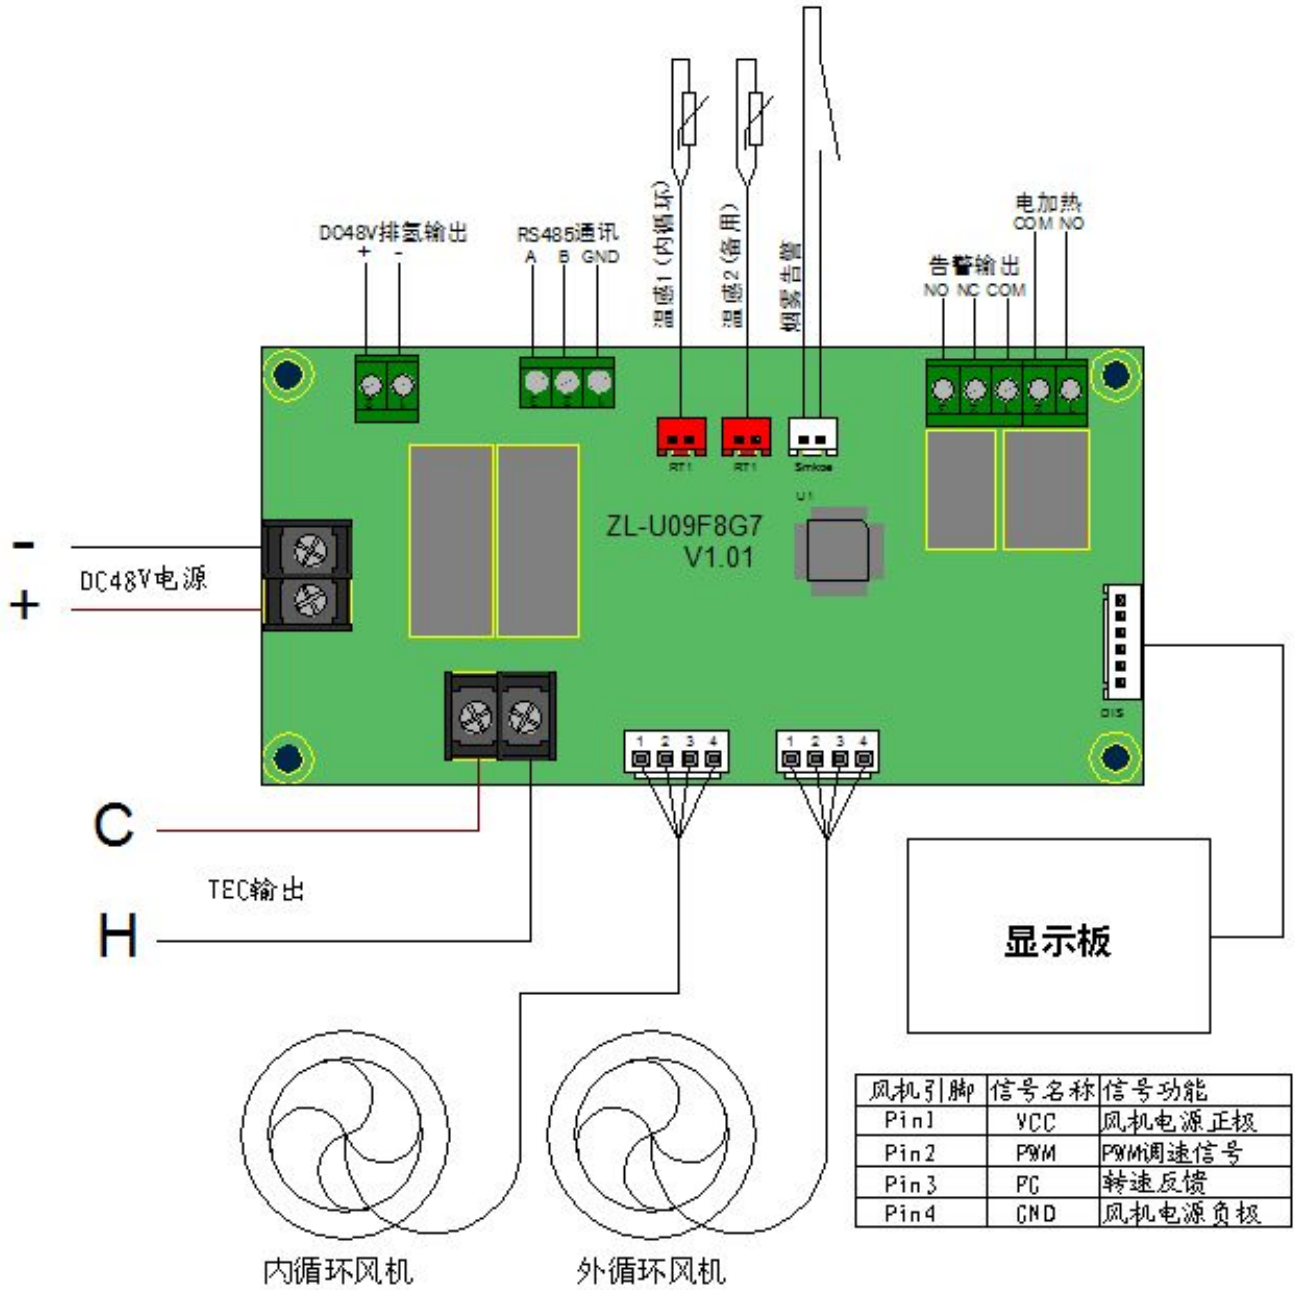 DC48V排氢输出
+ -
RS485通讯
A B GND
温感1(内循环)
温感2(备用)
烟雾告警
电加热
COM NO
告警输出
NO NC COM
RT1
RT1
Smkoe
U1
ZL-U09F8G7
V1.01
-
DC48V电源
+
DIS
1 2 3 4
1 2 3 4
C
TEC输出
H
显示板
风机引脚 信号名称 信号功能
Pin1 VCC 风机电源正极
Pin2 PWM PWM调速信号
Pin3 FG 转速反馈
Pin4 GND 风机电源负极
内循环风机
外循环风机